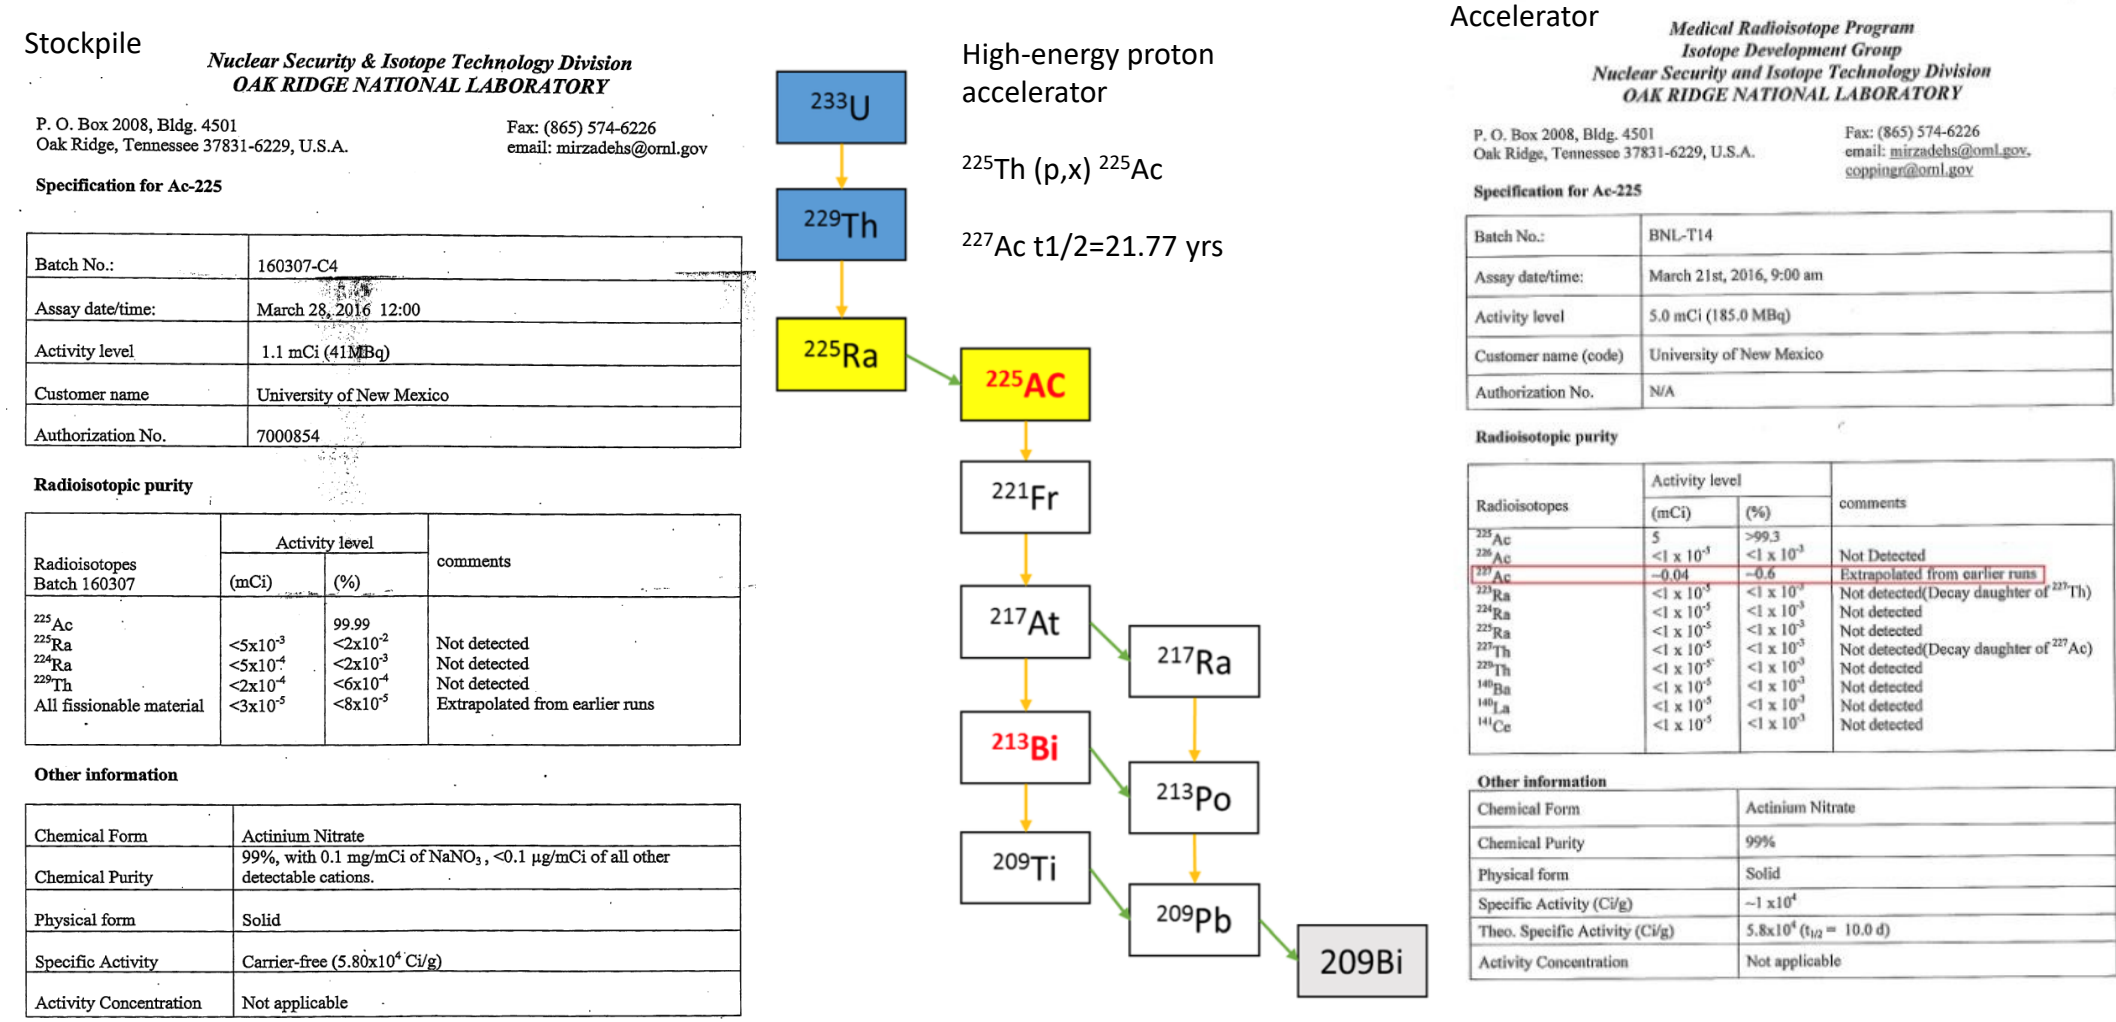 Stockpile
Nuclear Security & Isotope Technology Division
OAK RIDGE NATIONAL LABORATORY
P. O. Box 2008, Bldg. 4501
Oak Ridge, Tennessee 37831-6229, U.S.A.
Fax: (865) 574-6226
email: mirzadehs@ornl.gov
Specification for Ac-225
Batch No.: 160307-C4
Assay date/time: March 28, 2016 12:00
Activity level 1.1 mCi (41MBq)
Customer name University of New Mexico
Authorization No. 7000854
Radioisotopic purity
Radioisotopes
Batch 160307
Activity level
(mCi) (%)
comments
²²⁵Ac 99.99
²²⁵Ra <5x10⁻³ <2x10⁻² Not detected
²²⁴Ra <5x10⁻⁴ <2x10⁻³ Not detected
²²⁹Th <2x10⁻⁴ <6x10⁻⁴ Not detected
All fissionable material <3x10⁻⁵ <8x10⁻⁵ Extrapolated from earlier runs
Other information
Chemical Form Actinium Nitrate
Chemical Purity 99%, with 0.1 mg/mCi of NaNO₃, <0.1 µg/mCi of all other
detectable cations.
Physical form Solid
Specific Activity Carrier-free (5.80x10⁴ Ci/g)
Activity Concentration Not applicable
²³³U
²²⁹Th
²²⁵Ra
²²⁵AC
²²¹Fr
²¹⁷At
²¹⁷Ra
²¹³Bi
²¹³Po
²⁰⁹Ti
²⁰⁹Pb
209Bi
High-energy proton
accelerator
²²⁵Th (p,x) ²²⁵Ac
²²⁷Ac t1/2=21.77 yrs
Accelerator
Medical Radioisotope Program
Isotope Development Group
Nuclear Security and Isotope Technology Division
OAK RIDGE NATIONAL LABORATORY
P. O. Box 2008, Bldg. 4501
Oak Ridge, Tennessee 37831-6229, U.S.A.
Fax: (865) 574-6226
email: mirzadehs@ornl.gov,
coppingr@ornl.gov
Specification for Ac-225
Batch No.: BNL-T14
Assay date/time: March 21st, 2016, 9:00 am
Activity level 5.0 mCi (185.0 MBq)
Customer name (code) University of New Mexico
Authorization No. N/A
Radioisotopic purity
Radioisotopes
Activity level
(mCi) (%)
comments
²²⁵Ac 5 >99.3
²²⁶Ac <1 x 10⁻⁵ <1 x 10⁻³ Not Detected
²²⁷Ac ~0.04 ~0.6 Extrapolated from earlier runs
²²³Ra <1 x 10⁻⁵ <1 x 10⁻³ Not detected(Decay daughter of ²²⁷Th)
²²⁴Ra <1 x 10⁻⁵ <1 x 10⁻³ Not detected
²²⁵Ra <1 x 10⁻⁵ <1 x 10⁻³ Not detected
²²⁷Th <1 x 10⁻⁵ <1 x 10⁻³ Not detected(Decay daughter of ²²⁷Ac)
²²⁹Th <1 x 10⁻⁵ <1 x 10⁻³ Not detected
¹⁴⁰Ba <1 x 10⁻⁵ <1 x 10⁻³ Not detected
¹⁴⁰La <1 x 10⁻⁵ <1 x 10⁻³ Not detected
¹⁴¹Ce <1 x 10⁻⁵ <1 x 10⁻³ Not detected
Other information
Chemical Form Actinium Nitrate
Chemical Purity 99%
Physical form Solid
Specific Activity (Ci/g) ~1 x10⁴
Theo. Specific Activity (Ci/g) 5.8x10⁴ (t₁/₂ = 10.0 d)
Activity Concentration Not applicable